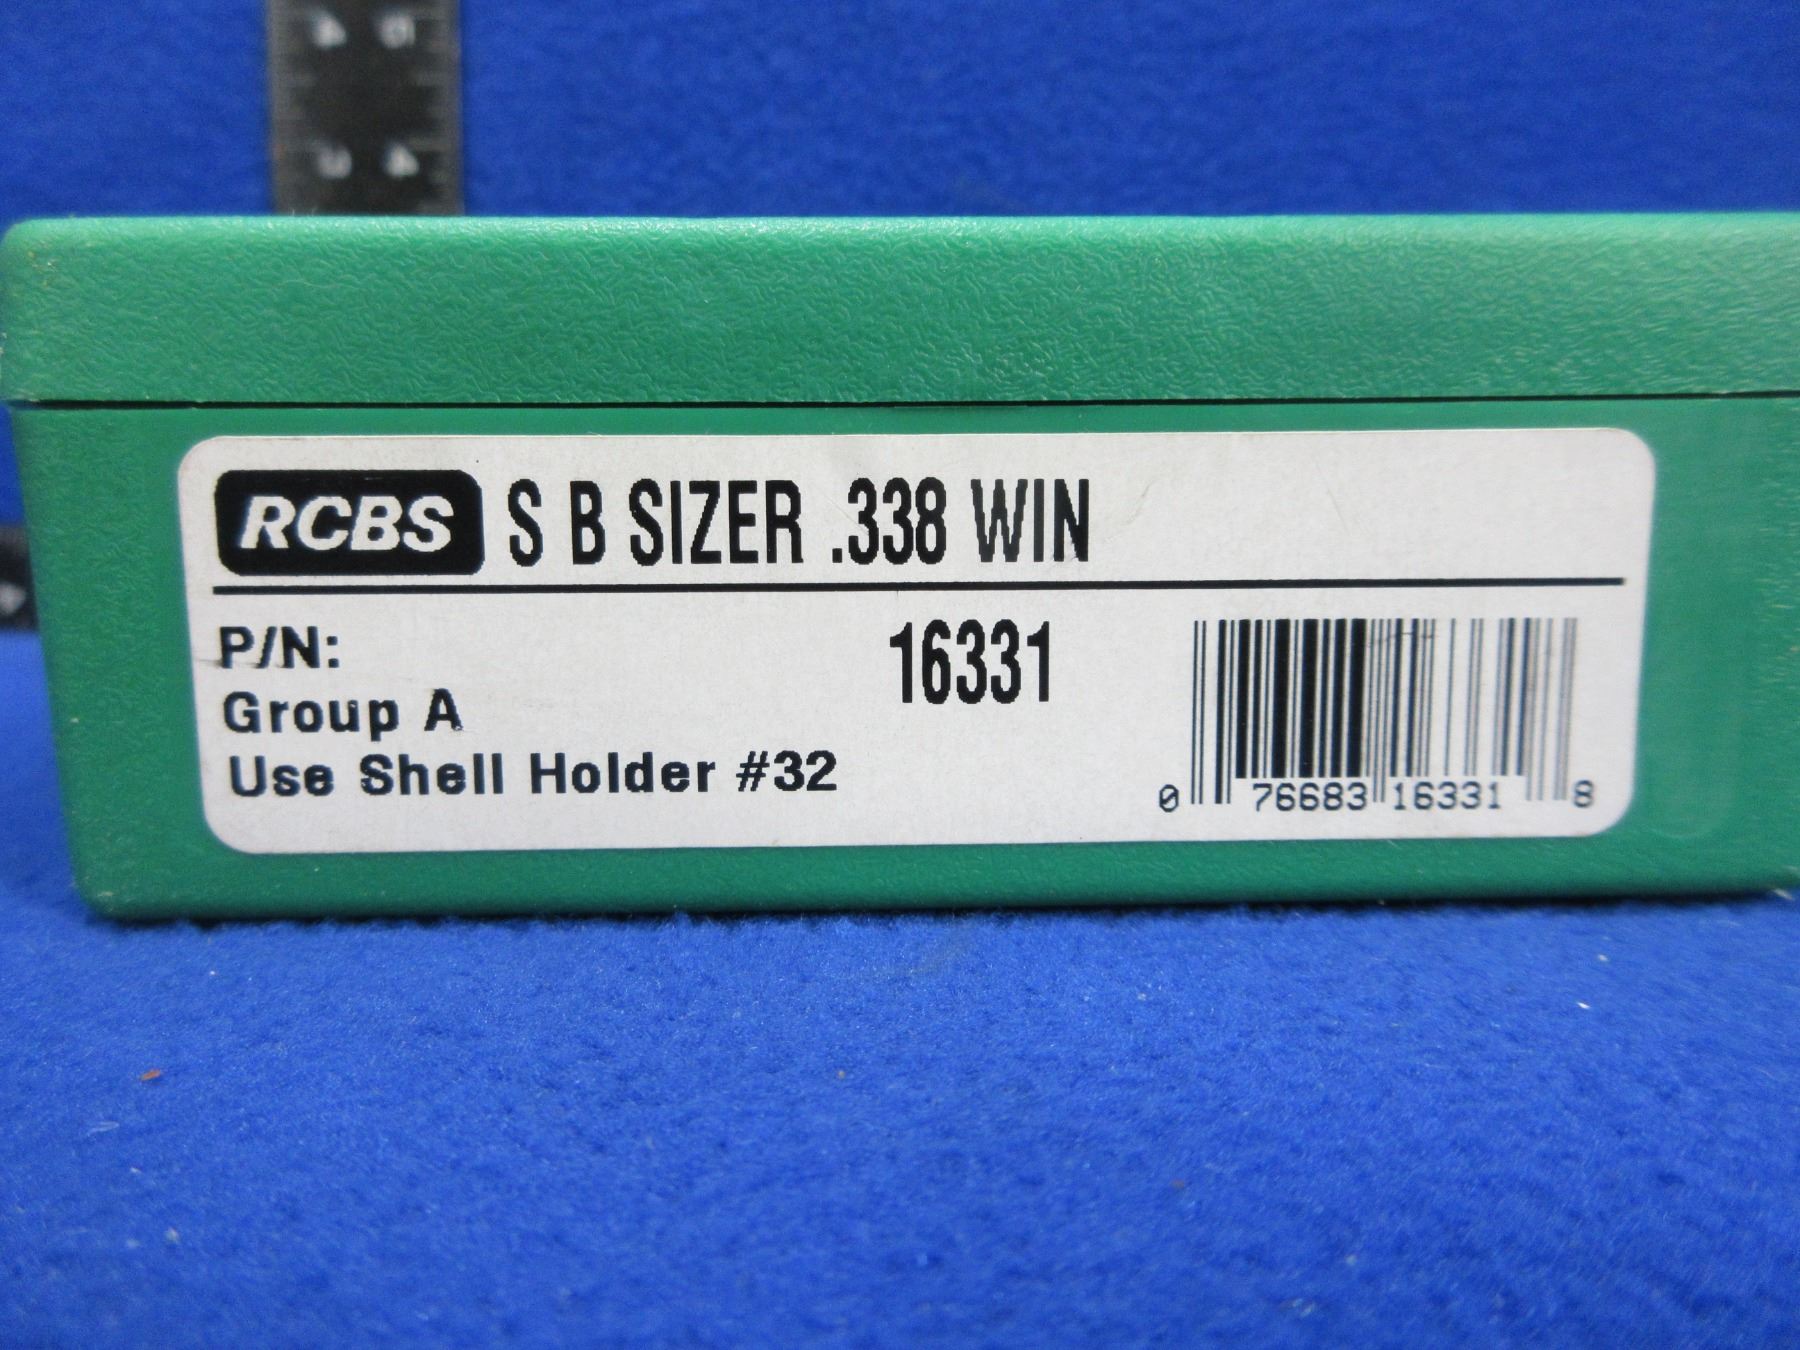 RCBS S B SIZER .338 WIN
P/N: 16331
Group A
Use Shell Holder #32
0 76683 16331 8